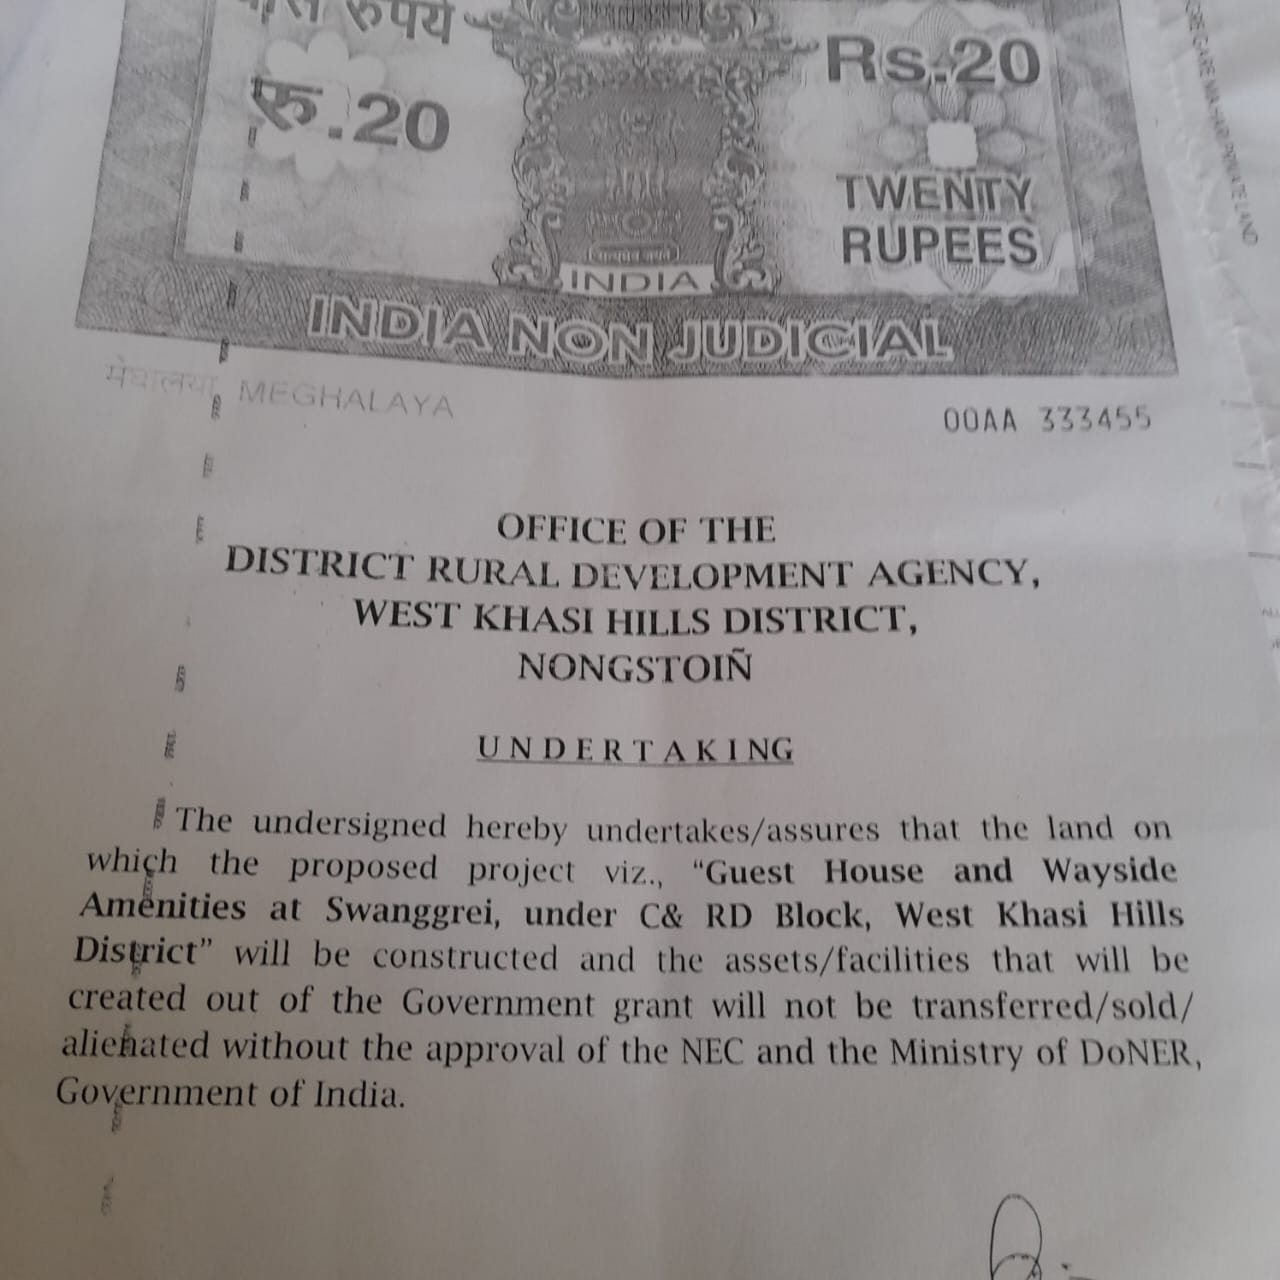 रुपये
रु.20
Rs.20
TWENTY
RUPEES
INDIA
INDIA NON JUDICIAL
मेघालय MEGHALAYA
00AA 333455
OFFICE OF THE
DISTRICT RURAL DEVELOPMENT AGENCY,
WEST KHASI HILLS DISTRICT,
NONGSTOIÑ
UNDERTAKING
The undersigned hereby undertakes/assures that the land on
which the proposed project viz., “Guest House and Wayside
Amenities at Swanggrei, under C& RD Block, West Khasi Hills
District” will be constructed and the assets/facilities that will be
created out of the Government grant will not be transferred/sold/
alienated without the approval of the NEC and the Ministry of DoNER,
Government of India.